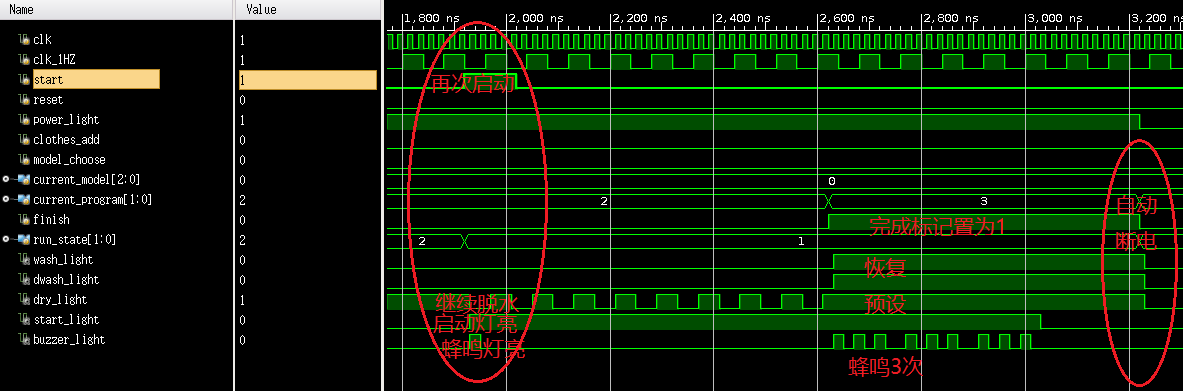 Name Value
1,800 ns 2,000 ns 2,200 ns 2,400 ns 2,600 ns 2,800 ns 3,000 ns 3,200 ns
clk 1
clk_1HZ 1
start 1 再次启动
reset 0
power_light 1
clothes_add 0
model_choose 0
current_model[2:0] 0 0
current_program[1:0] 2 2 3 自动
finish 0 完成标记置为1
run_state[1:0] 2 2 1 断电
wash_light 0 恢复
dwash_light 0
dry_light 1 继续脱水 预设
start_light 0 启动灯亮
buzzer_light 0 蜂鸣灯亮
蜂鸣3次